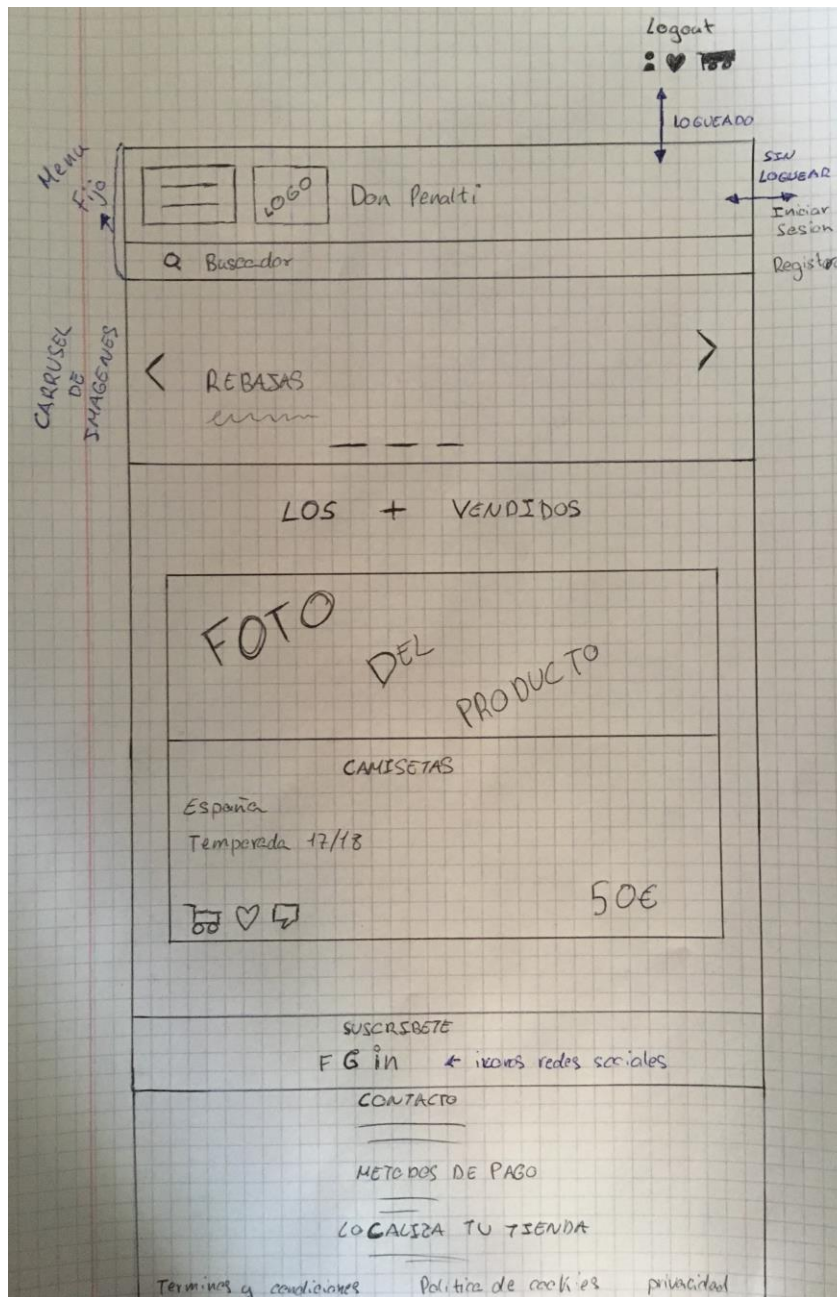 Logout
LOGUEADO
Menu
Fijo
LOGO
Don Penalti
SIN
LOGUEAR
Iniciar
Sesion
Buscador
Registra
CARRUSEL
DE
IMAGENES
REBAJAS
LOS + VENDIDOS
FOTO
DEL
PRODUCTO
CAMISETAS
España
Temporada 17/18
50€
SUSCRIBETE
F G in ← iconos redes sociales
CONTACTO
METODOS DE PAGO
LOCALIZA TU TIENDA
Terminos y condiciones Politica de cookies privacidad